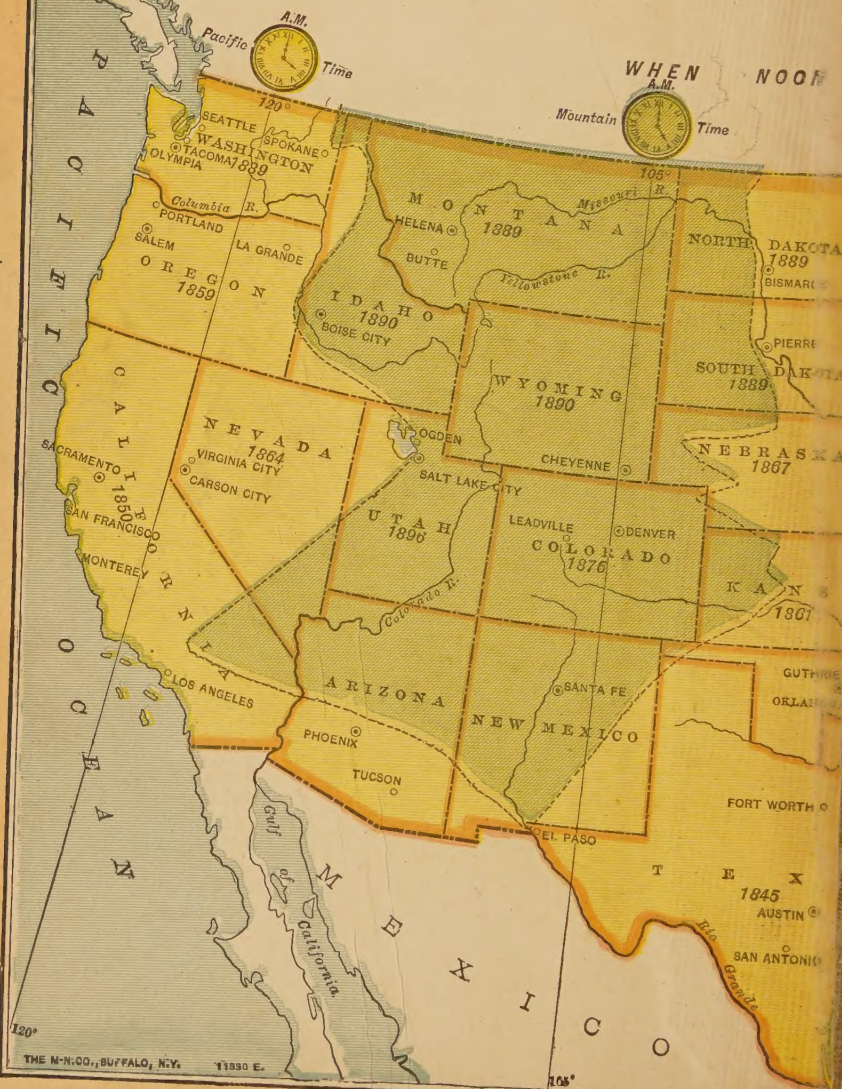 A.M.
Pacific Time
WHEN NOON
A.M.
Mountain Time
120°
105°
SEATTLE
WASHINGTON
1889
TACOMA
SPOKANE
OLYMPIA
Columbia R.
PORTLAND
SALEM
LA GRANDE
OREGON
1859
MONTANA
1889
Missouri R.
HELENA
BUTTE
Yellowstone R.
NORTH DAKOTA
1889
BISMARC
IDAHO
1890
BOISE CITY
WYOMING
1890
CHEYENNE
PIERRE
SOUTH DAKOTA
1889
NEBRASKA
1867
CALIFORNIA
1850
SACRAMENTO
SAN FRANCISCO
MONTEREY
LOS ANGELES
NEVADA
1864
VIRGINIA CITY
CARSON CITY
OGDEN
SALT LAKE CITY
UTAH
1896
LEADVILLE
DENVER
COLORADO
1876
Colorado R.
KANS
1861
ARIZONA
PHOENIX
TUCSON
SANTA FE
NEW MEXICO
GUTHRIE
OKLAHO
FORT WORTH
EL PASO
TEX
1845
AUSTIN
SAN ANTONIO
Rio Grande
PACIFIC OCEAN
Gulf of California
MEXICO
120°
105°
THE M-N.CO., BUFFALO, N.Y. 11330 E.